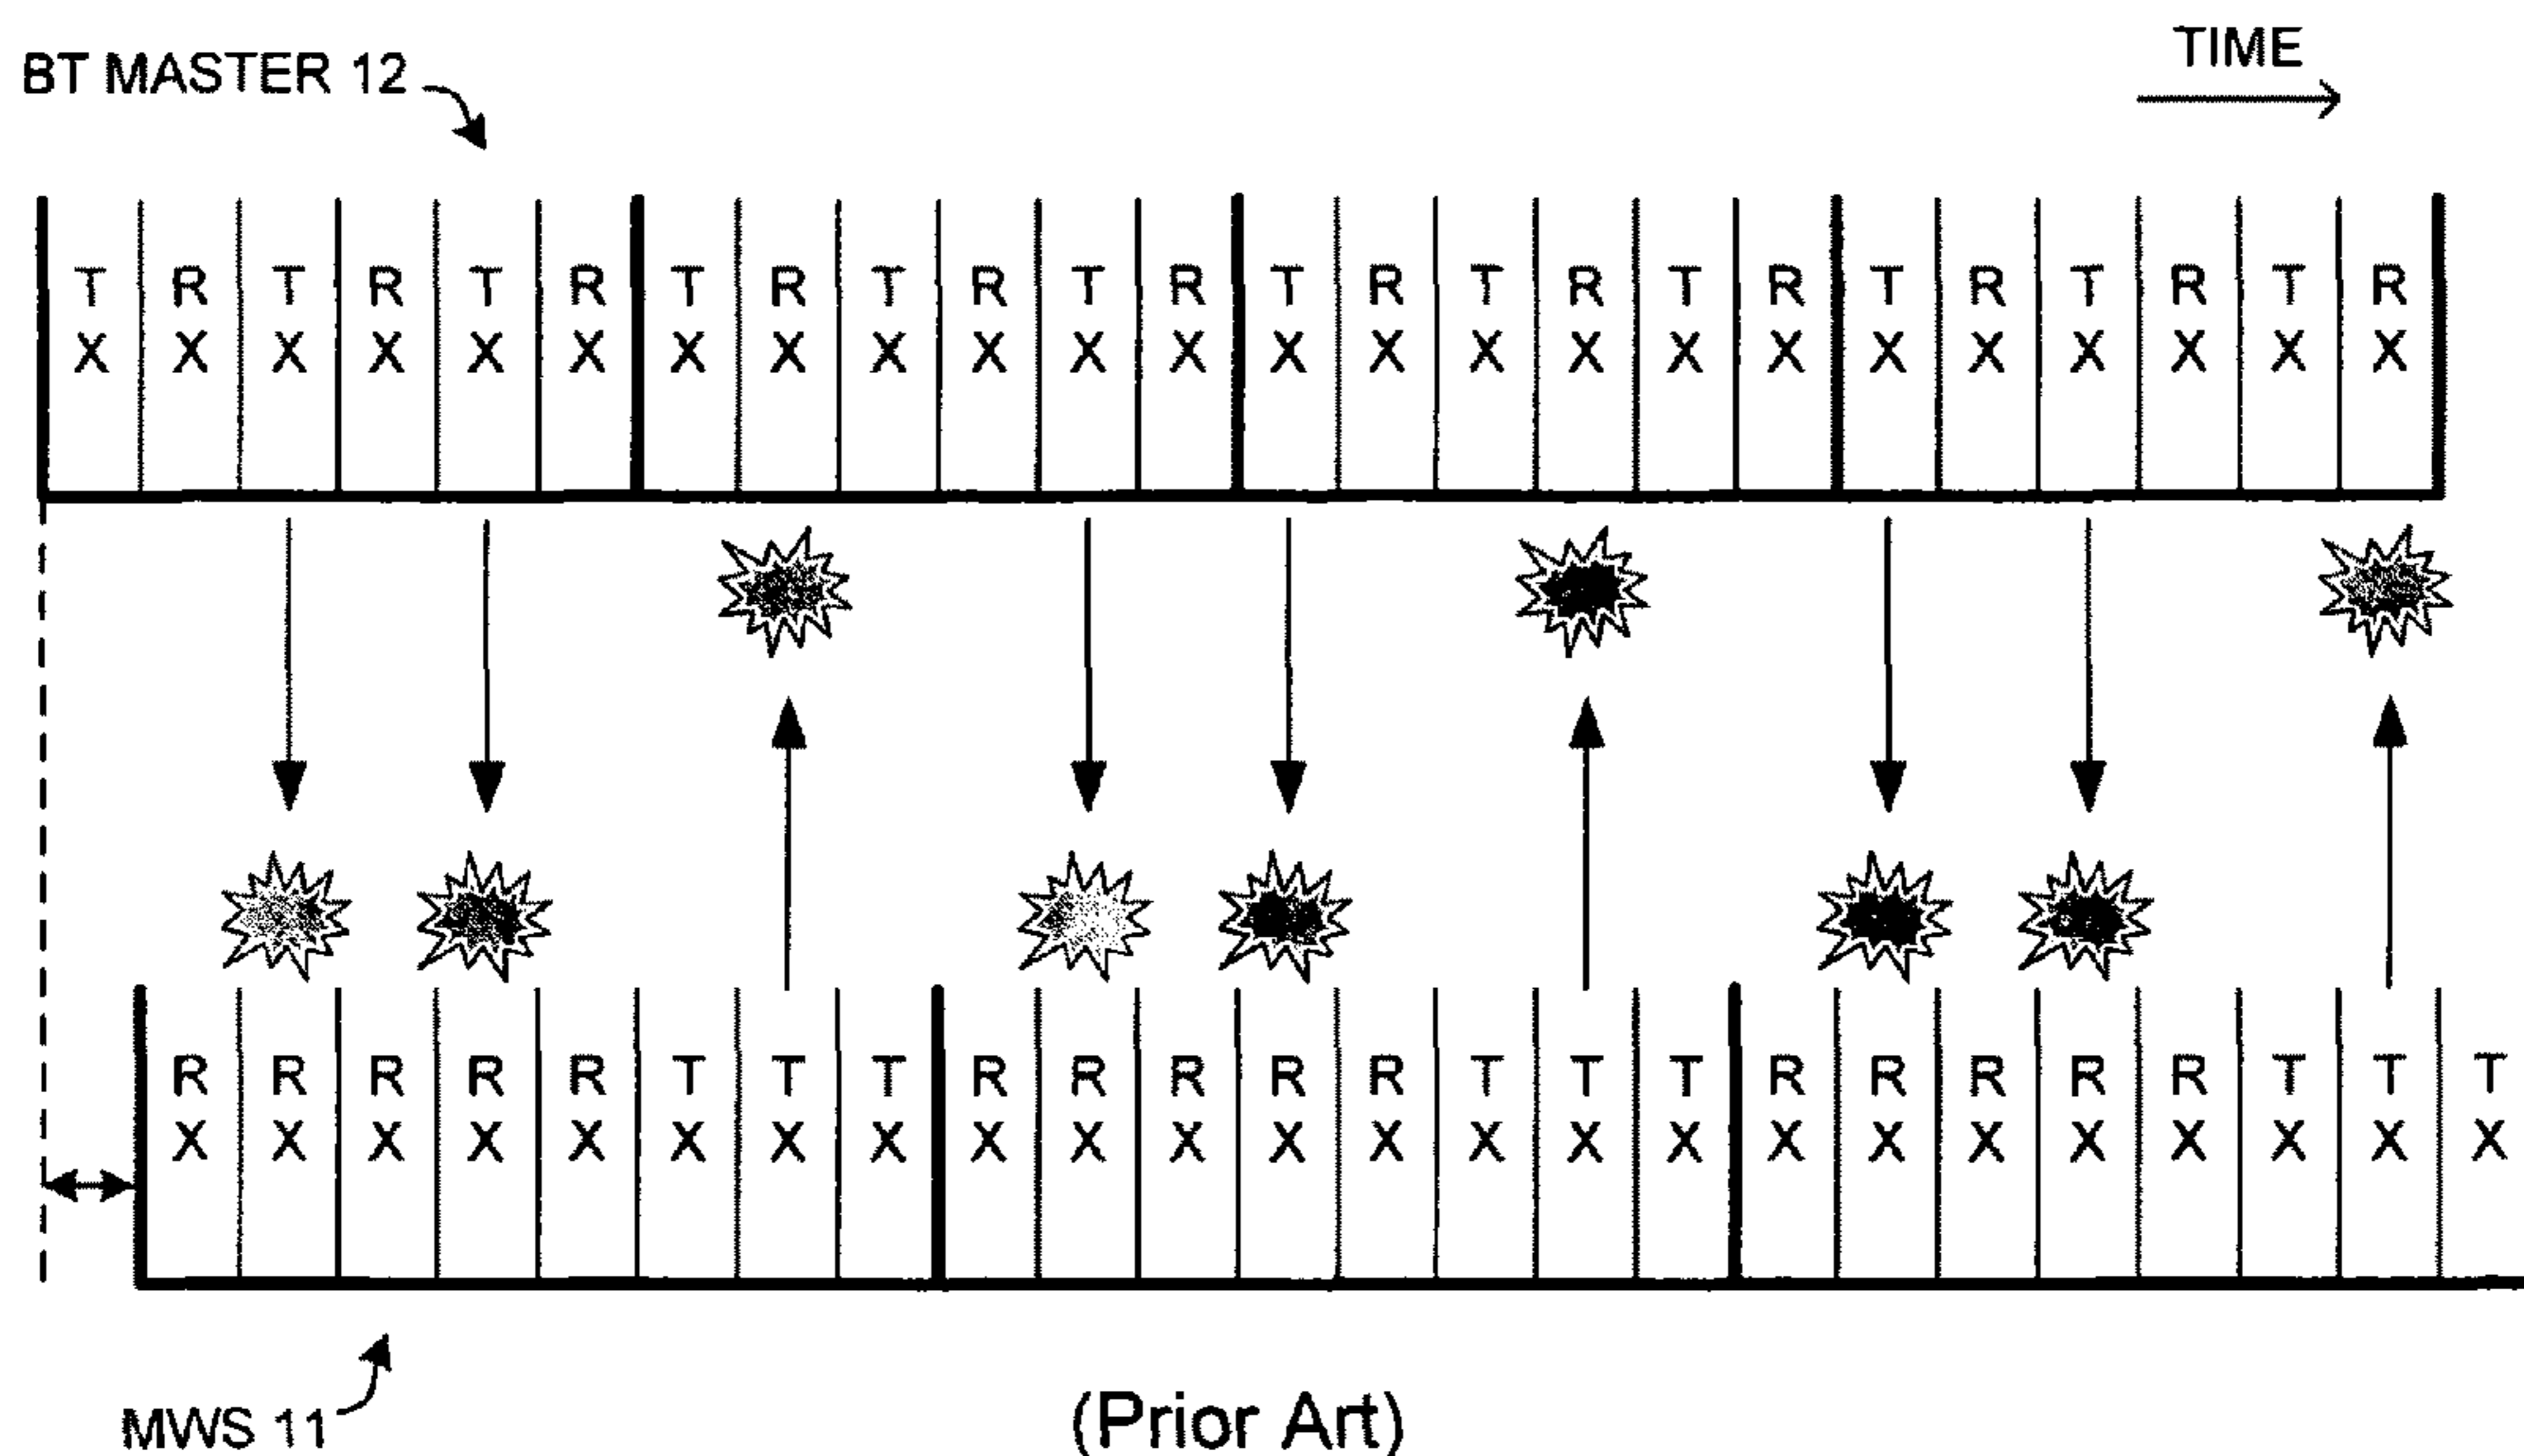 BT MASTER 12
TIME
T R T R T R T R T R T R T R T R T R T R T R T R
X X X X X X X X X X X X X X X X X X X X X X X X
R R R R R T T T R R R R R T T T R R R R R T T T
X X X X X X X X X X X X X X X X X X X X X X X X
MWS 11
(Prior Art)